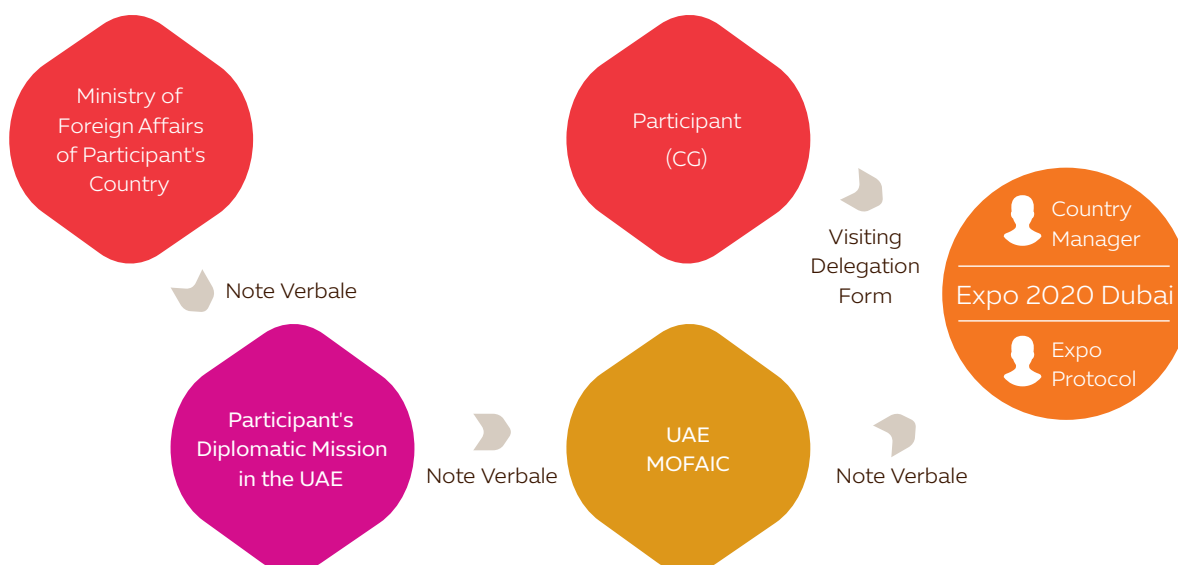 Ministry of
Foreign Affairs
of Participant's
Country
Participant
(CG)
Visiting
Delegation
Form
Country
Manager
Expo 2020 Dubai
Expo
Protocol
Note Verbale
Participant's
Diplomatic Mission
in the UAE
Note Verbale
UAE
MOFAIC
Note Verbale